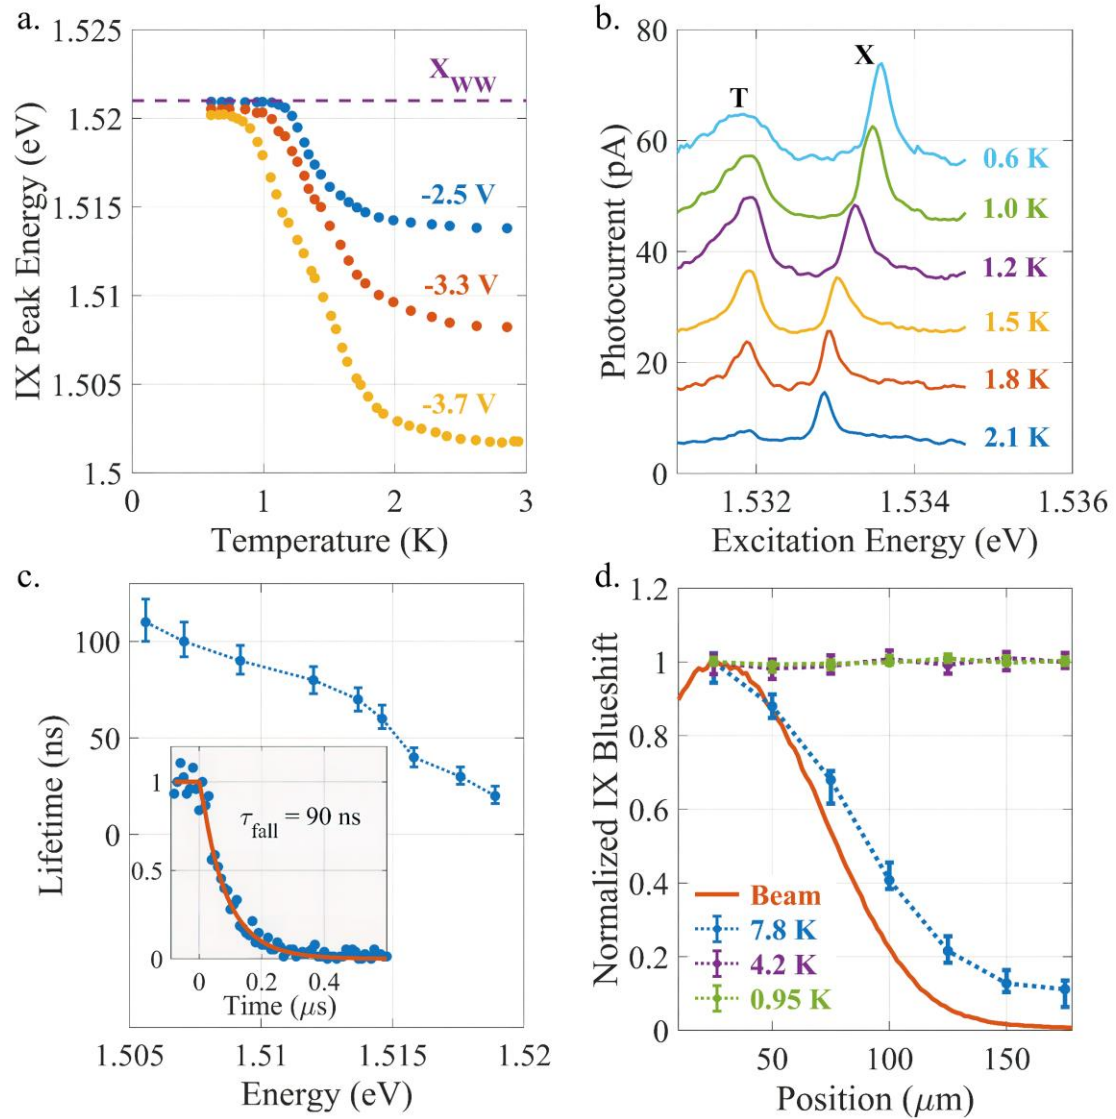 a.
1.525
1.52
1.515
1.51
1.505
1.5
IX Peak Energy (eV)
X_WW
-2.5 V
-3.3 V
-3.7 V
0 1 2 3
Temperature (K)
b.
80
60
40
20
0
Photocurrent (pA)
T
X
0.6 K
1.0 K
1.2 K
1.5 K
1.8 K
2.1 K
1.532 1.534 1.536
Excitation Energy (eV)
c.
100
50
0
Lifetime (ns)
1
0.5
0
τ_fall = 90 ns
0 0.2 0.4
Time (μs)
1.505 1.51 1.515 1.52
Energy (eV)
d.
1.2
1
0.8
0.6
0.4
0.2
0
Normalized IX Blueshift
Beam
7.8 K
4.2 K
0.95 K
50 100 150
Position (μm)